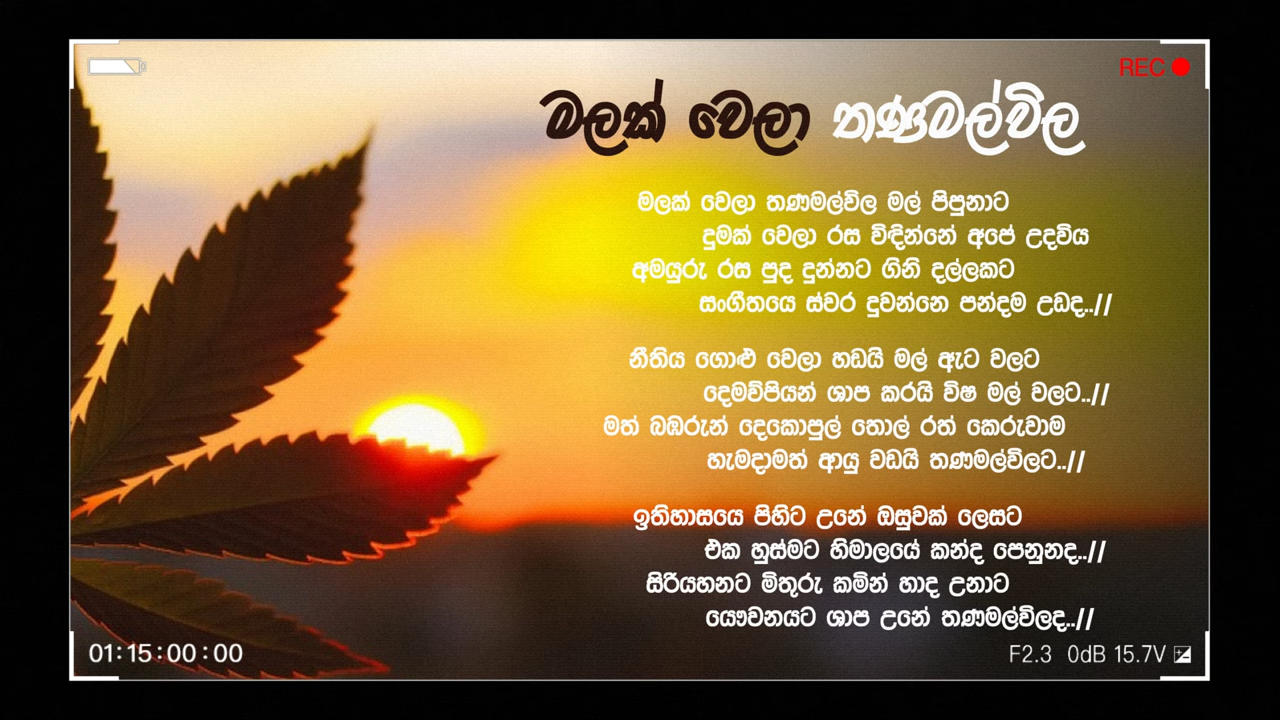 REC
මලක් වෙලා තණමල්විල
මලක් වෙලා තණමල්විල මල් පිපුනාට
දුමක් වෙලා රස විඳින්නේ අපේ උදවිය
අමයුරු රස පුද දුන්නට ගිනි දල්ලකට
සංගීතයෙ ස්වර දුවන්නෙ පන්දම උඩද..//
නීතිය ගොළු වෙලා හඩයි මල් ඇට වලට
දෙමව්පියන් ශාප කරයි විෂ මල් වලට..//
මත් බඹරුන් දෙකොපුල් තොල් රත් කෙරුවාම
හැමදාමත් ආයු වඩයි තණමල්විලට..//
ඉතිහාසයෙ පිහිට උනේ ඔසුවක් ලෙසට
එක හුස්මට හිමාලයේ කන්ද පෙනුනද..//
සිරියහනට මිතුරු කමින් හාද උනාට
යෞවනයට ශාප උනේ තණමල්විලද..//
01:15:00:00
F2.3 0dB 15.7V